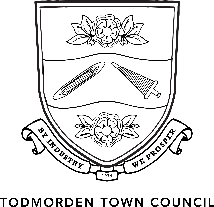 BY INDUSTRY WE PROSPER
TODMORDEN TOWN COUNCIL